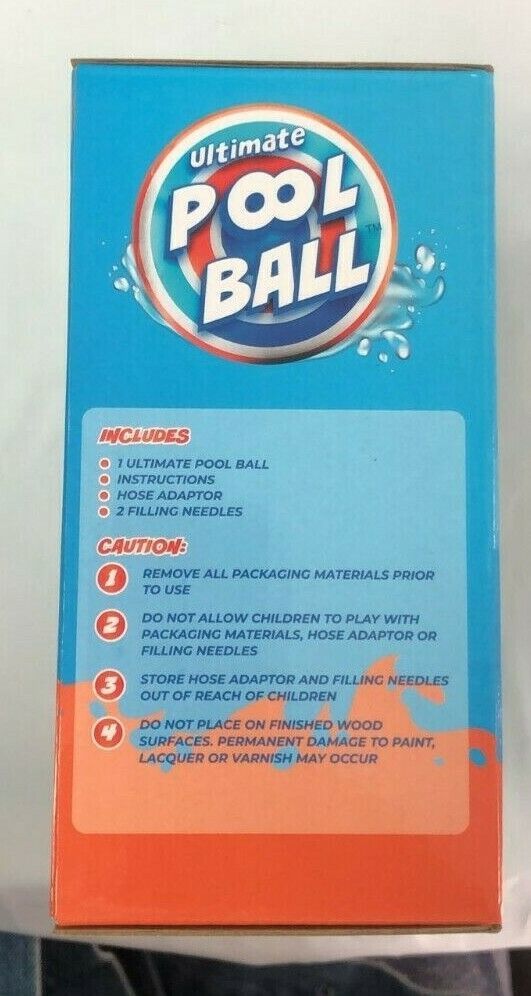 Ultimate
POOL
BALL™
INCLUDES
1 ULTIMATE POOL BALL
INSTRUCTIONS
HOSE ADAPTOR
2 FILLING NEEDLES
CAUTION:
1 REMOVE ALL PACKAGING MATERIALS PRIOR
TO USE
2 DO NOT ALLOW CHILDREN TO PLAY WITH
PACKAGING MATERIALS, HOSE ADAPTOR OR
FILLING NEEDLES
3 STORE HOSE ADAPTOR AND FILLING NEEDLES
OUT OF REACH OF CHILDREN
4 DO NOT PLACE ON FINISHED WOOD
SURFACES. PERMANENT DAMAGE TO PAINT,
LACQUER OR VARNISH MAY OCCUR